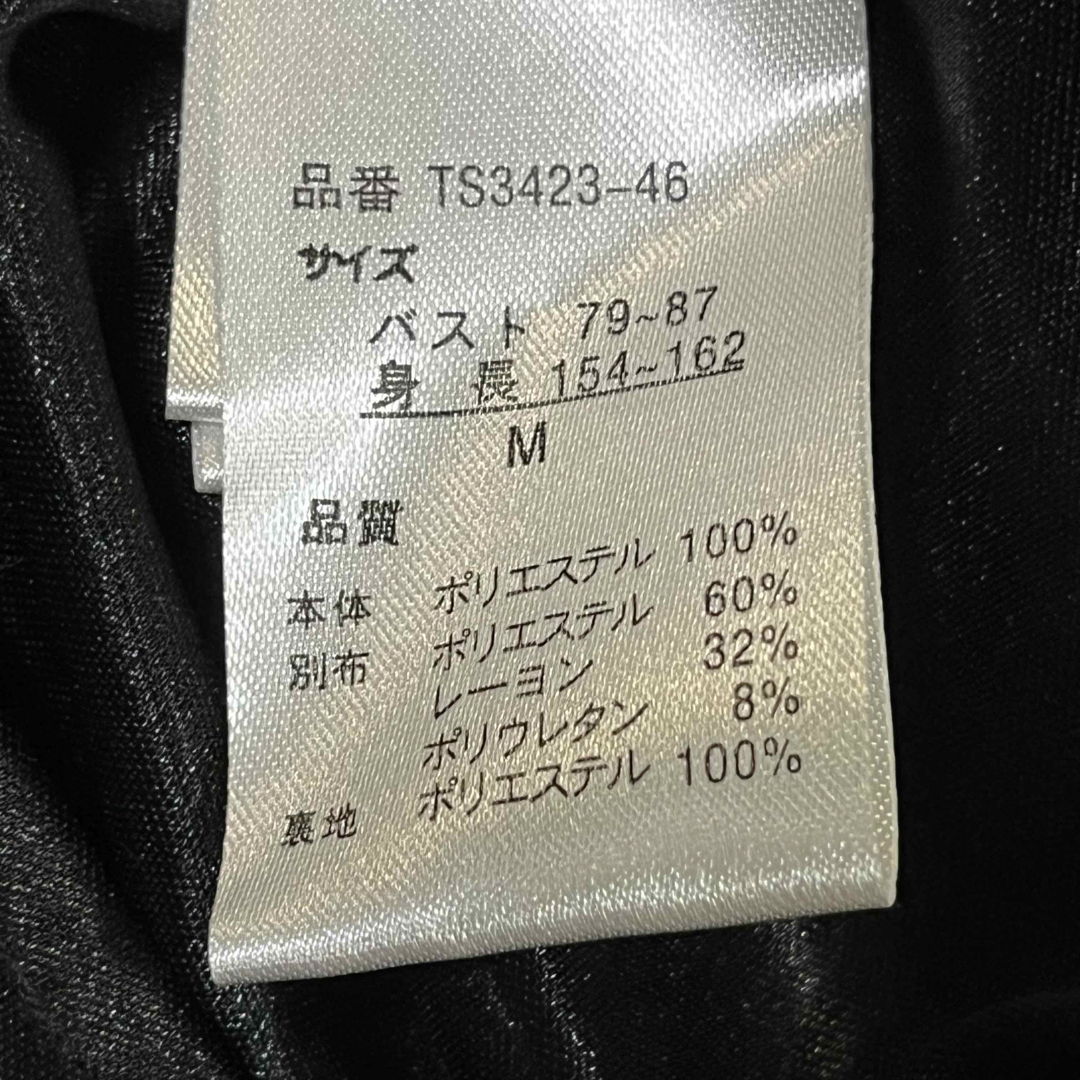 品番 TS3423-46
サイズ
バスト 79~87
身長 154~162
M
品質
本体 ポリエステル 100%
別布 ポリエステル 60%
レーヨン 32%
ポリウレタン 8%
裏地 ポリエステル 100%